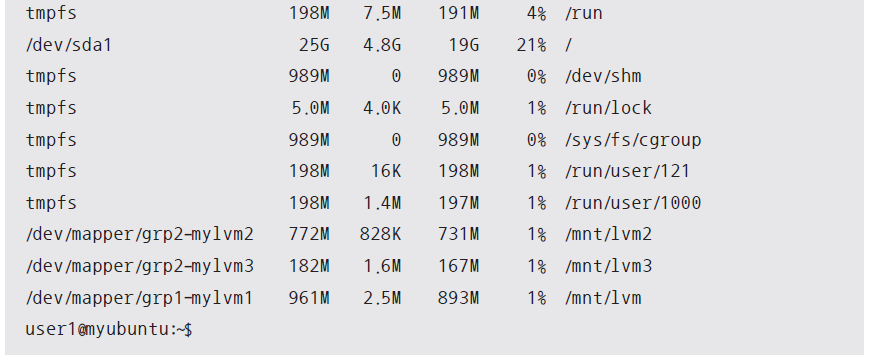 tmpfs 198M 7.5M 191M 4% /run
/dev/sda1 25G 4.8G 19G 21% /
tmpfs 989M 0 989M 0% /dev/shm
tmpfs 5.0M 4.0K 5.0M 1% /run/lock
tmpfs 989M 0 989M 0% /sys/fs/cgroup
tmpfs 198M 16K 198M 1% /run/user/121
tmpfs 198M 1.4M 197M 1% /run/user/1000
/dev/mapper/grp2-mylvm2 772M 828K 731M 1% /mnt/lvm2
/dev/mapper/grp2-mylvm3 182M 1.6M 167M 1% /mnt/lvm3
/dev/mapper/grp1-mylvm1 961M 2.5M 893M 1% /mnt/lvm
user1@myubuntu:~$